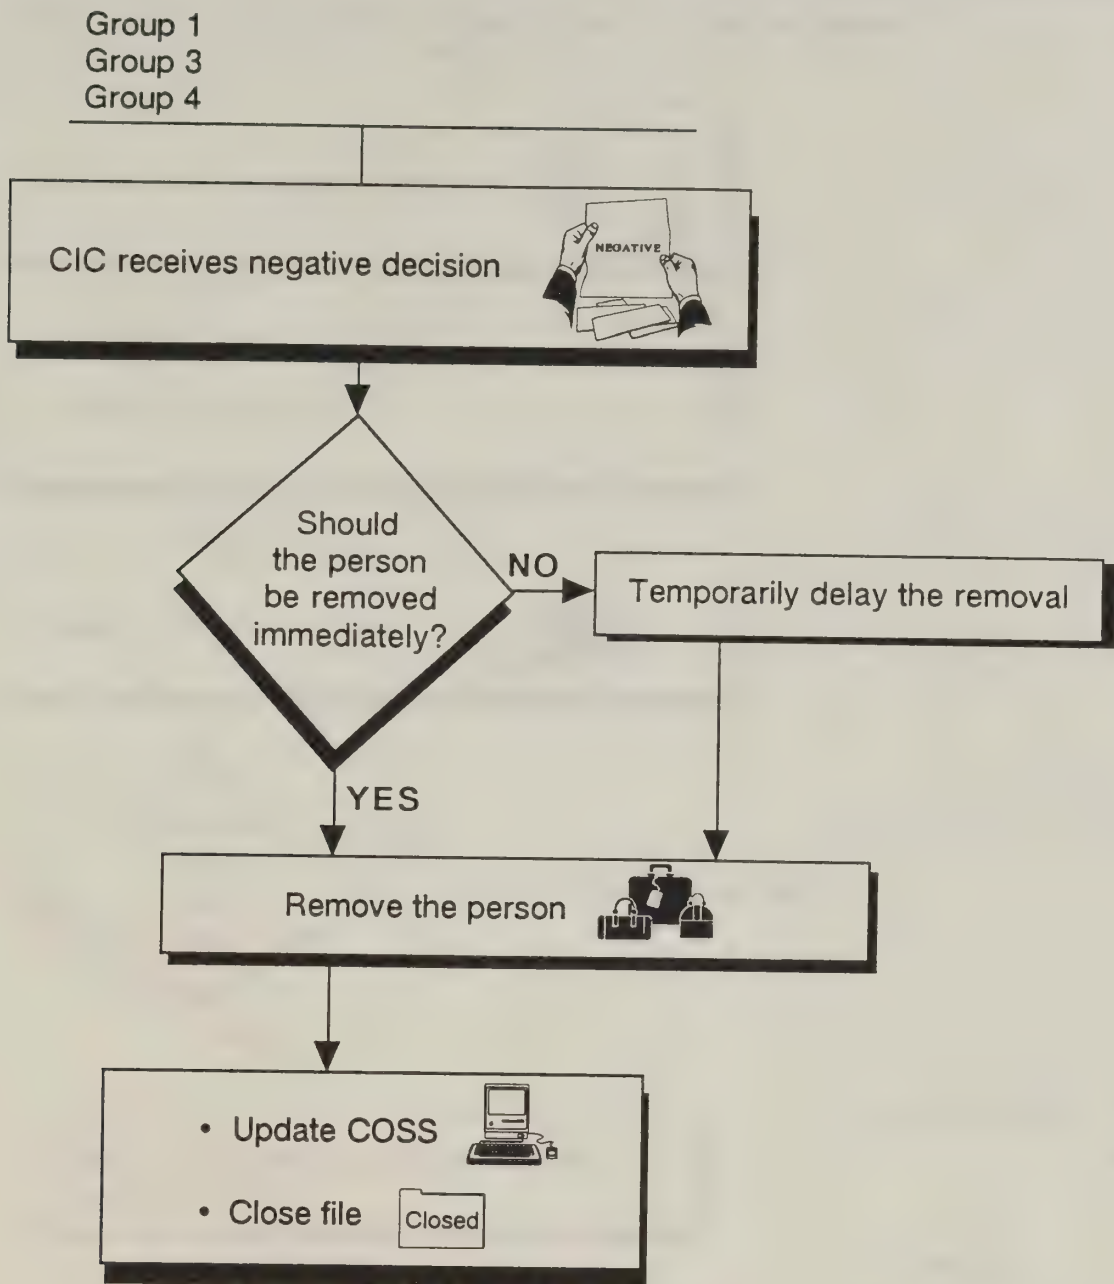 Group 1
Group 3
Group 4
CIC receives negative decision
NEGATIVE
Should
the person
be removed
immediately?
NO
Temporarily delay the removal
YES
Remove the person
• Update COSS
• Close file
Closed